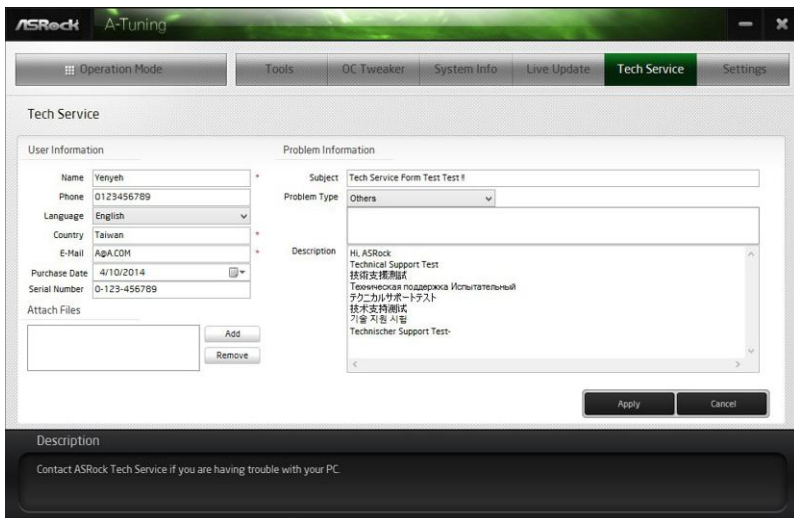 ASRock A-Tuning
Operation Mode Tools OC Tweaker System Info Live Update Tech Service Settings
Tech Service
User Information
Name Yenyeh *
Phone 0123456789
Language English
Country Taiwan *
E-Mail A@A.COM *
Purchase Date 4/10/2014
Serial Number 0-123-456789
Attach Files
Add
Remove
Problem Information
Subject Tech Service Form Test Test !!
Problem Type Others
Description
Hi, ASRock
Technical Support Test
技術支援測試
Техническая поддержка Испытательный
テクニカルサポートテスト
技术支持测试
기술 지원 시험
Technischer Support Test-
Apply Cancel
Description
Contact ASRock Tech Service if you are having trouble with your PC.